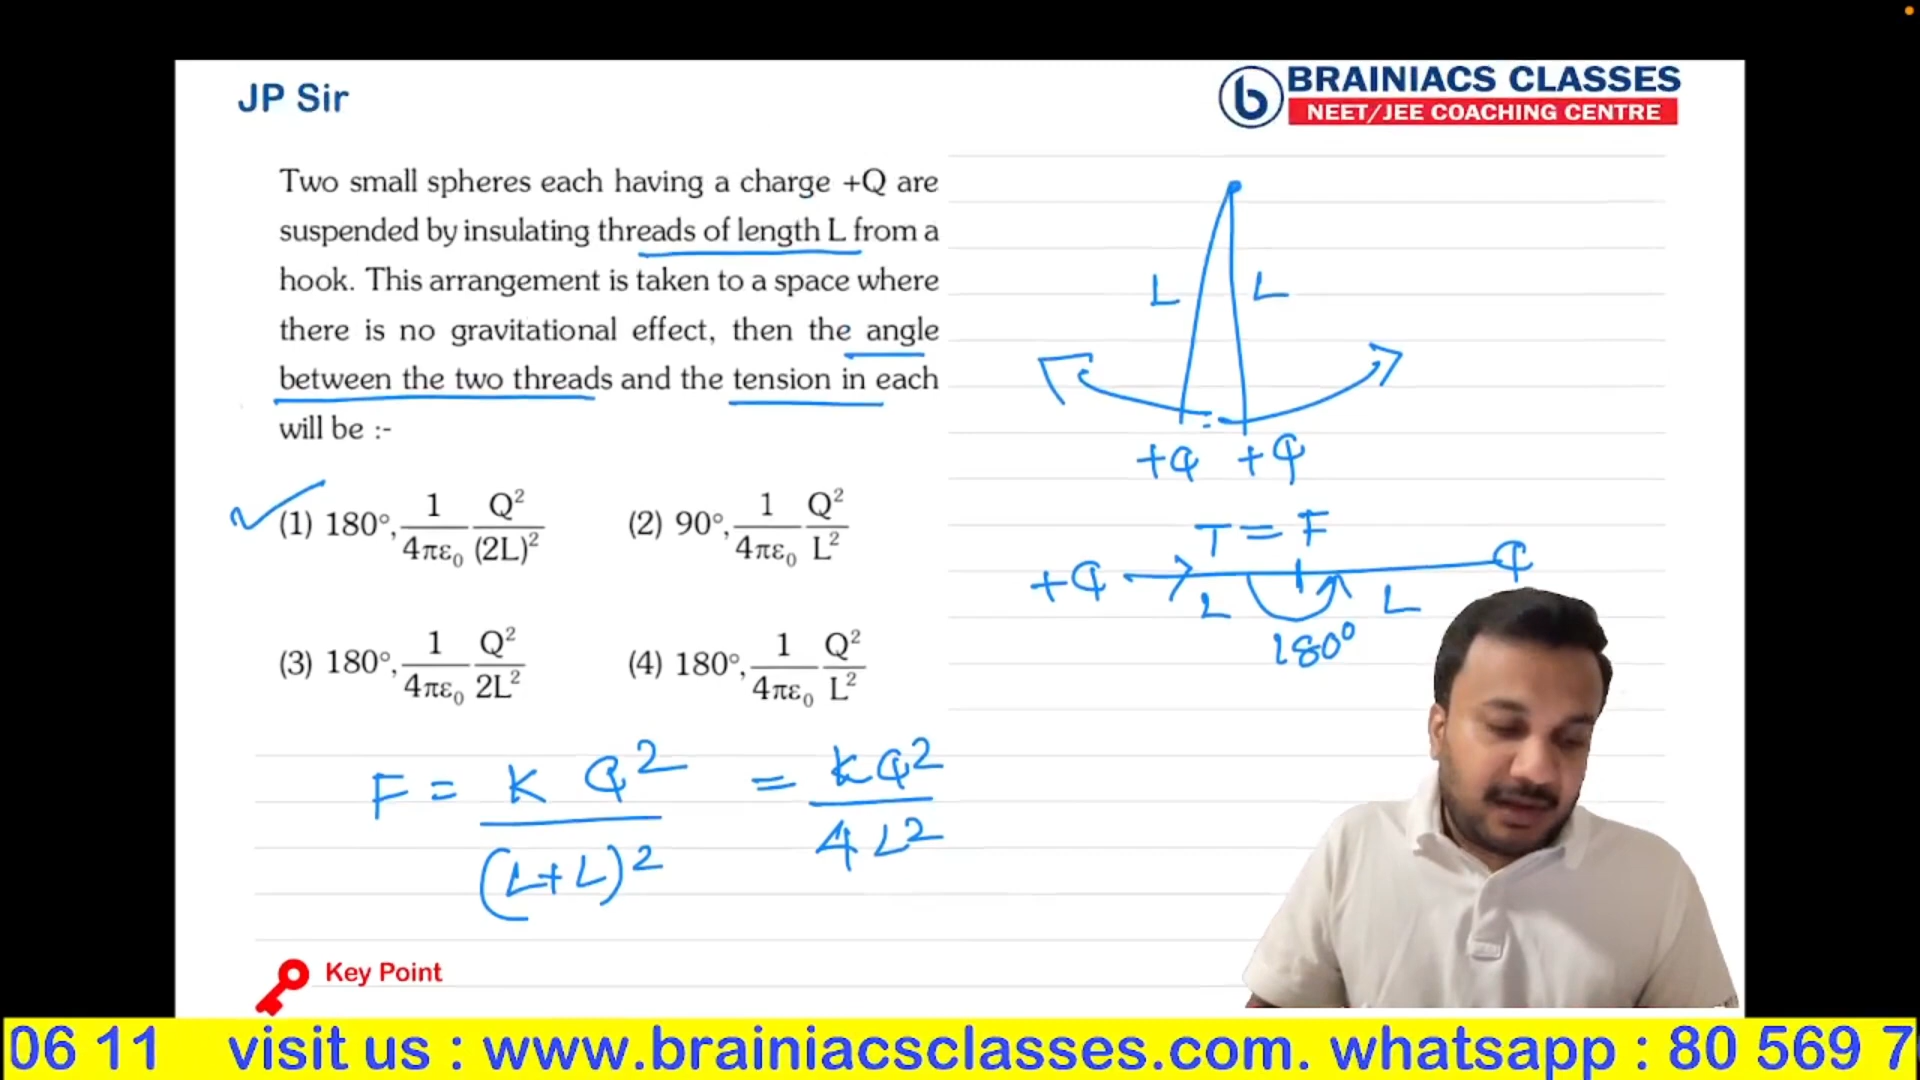 JP Sir
BRAINIACS CLASSES
NEET/JEE COACHING CENTRE
Two small spheres each having a charge +Q are
suspended by insulating threads of length L from a
hook. This arrangement is taken to a space where
there is no gravitational effect, then the angle
between the two threads and the tension in each
will be :-
(1) 180°, 1/4πε₀ Q²/(2L)²
(2) 90°, 1/4πε₀ Q²/L²
(3) 180°, 1/4πε₀ Q²/2L²
(4) 180°, 1/4πε₀ Q²/L²
L L
+Q +Q
T = F
+Q Q
L L
180°
F = K Q²/(L+L)² = KQ²/4L²
Key Point
06 11 visit us : www.brainiacsclasses.com. whatsapp : 80 569 7